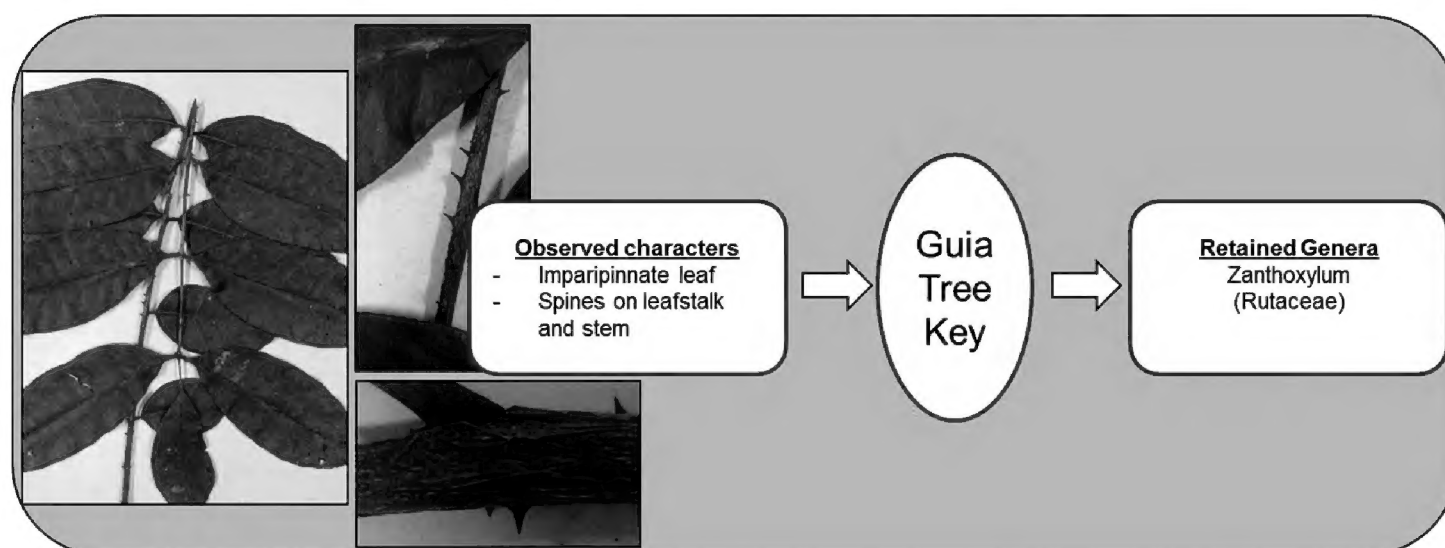 Observed characters
- Imparipinnate leaf
- Spines on leafstalk
and stem
Guia
Tree
Key
Retained Genera
Zanthoxylum
(Rutaceae)